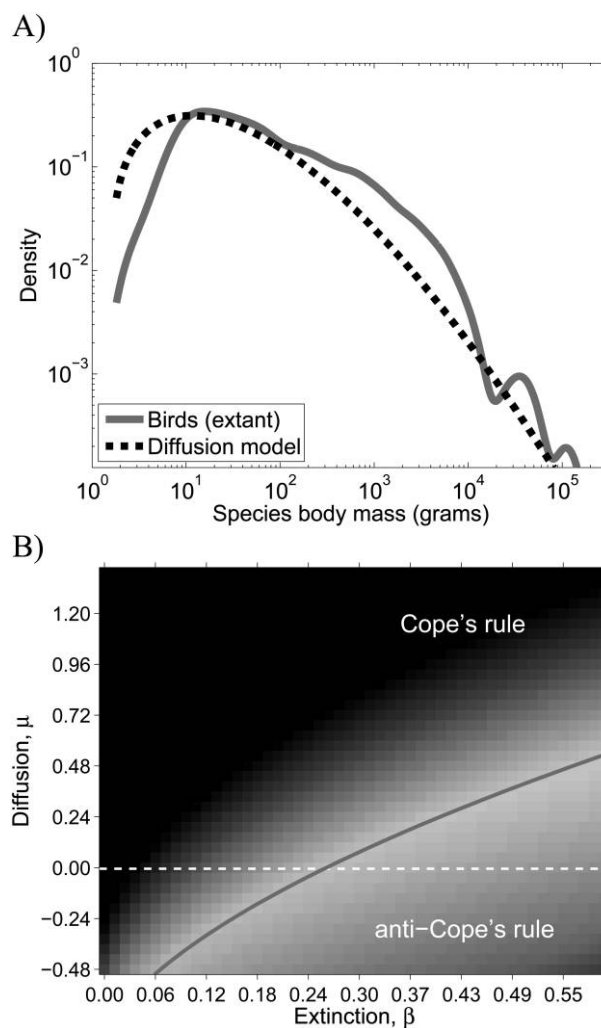 A)
10^0
10^-1
10^-2
10^-3
Density
Birds (extant)
Diffusion model
10^0 10^1 10^2 10^3 10^4 10^5
Species body mass (grams)
B)
1.20
0.96
0.72
0.48
0.24
0.00
−0.24
−0.48
Diffusion, μ
Cope's rule
anti−Cope's rule
0.00 0.06 0.12 0.18 0.24 0.30 0.37 0.43 0.49 0.55
Extinction, β